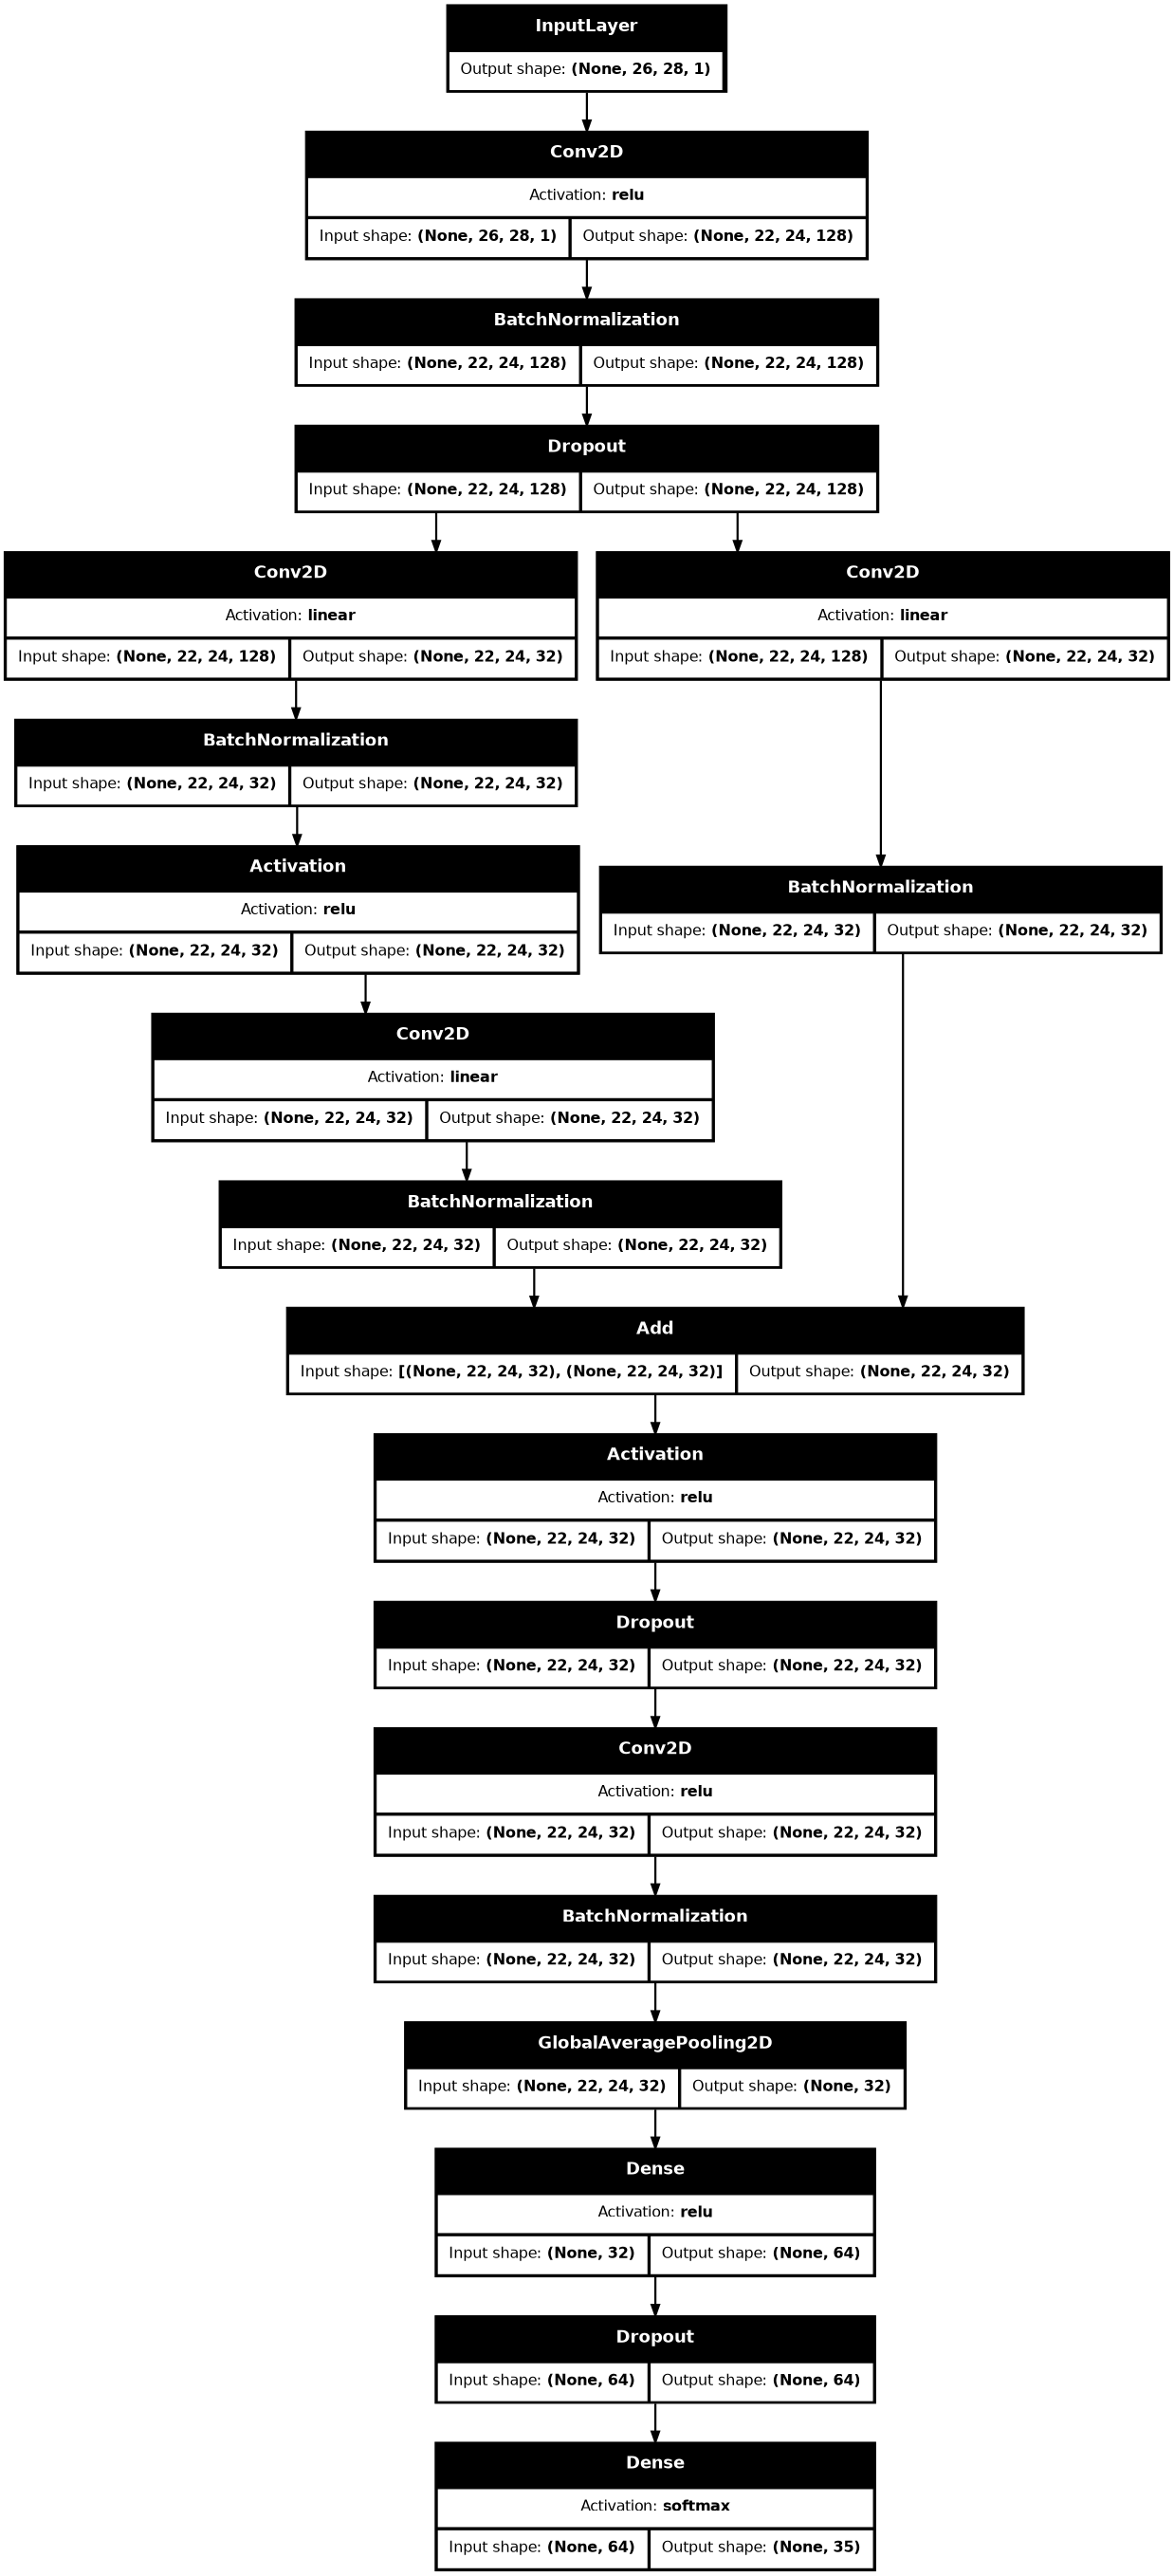 InputLayer
Output shape: (None, 26, 28, 1)
Conv2D
Activation: relu
Input shape: (None, 26, 28, 1) Output shape: (None, 22, 24, 128)
BatchNormalization
Input shape: (None, 22, 24, 128) Output shape: (None, 22, 24, 128)
Dropout
Input shape: (None, 22, 24, 128) Output shape: (None, 22, 24, 128)
Conv2D
Activation: linear
Input shape: (None, 22, 24, 128) Output shape: (None, 22, 24, 32)
Conv2D
Activation: linear
Input shape: (None, 22, 24, 128) Output shape: (None, 22, 24, 32)
BatchNormalization
Input shape: (None, 22, 24, 32) Output shape: (None, 22, 24, 32)
Activation
Activation: relu
Input shape: (None, 22, 24, 32) Output shape: (None, 22, 24, 32)
BatchNormalization
Input shape: (None, 22, 24, 32) Output shape: (None, 22, 24, 32)
Conv2D
Activation: linear
Input shape: (None, 22, 24, 32) Output shape: (None, 22, 24, 32)
BatchNormalization
Input shape: (None, 22, 24, 32) Output shape: (None, 22, 24, 32)
Add
Input shape: [(None, 22, 24, 32), (None, 22, 24, 32)] Output shape: (None, 22, 24, 32)
Activation
Activation: relu
Input shape: (None, 22, 24, 32) Output shape: (None, 22, 24, 32)
Dropout
Input shape: (None, 22, 24, 32) Output shape: (None, 22, 24, 32)
Conv2D
Activation: relu
Input shape: (None, 22, 24, 32) Output shape: (None, 22, 24, 32)
BatchNormalization
Input shape: (None, 22, 24, 32) Output shape: (None, 22, 24, 32)
GlobalAveragePooling2D
Input shape: (None, 22, 24, 32) Output shape: (None, 32)
Dense
Activation: relu
Input shape: (None, 32) Output shape: (None, 64)
Dropout
Input shape: (None, 64) Output shape: (None, 64)
Dense
Activation: softmax
Input shape: (None, 64) Output shape: (None, 35)